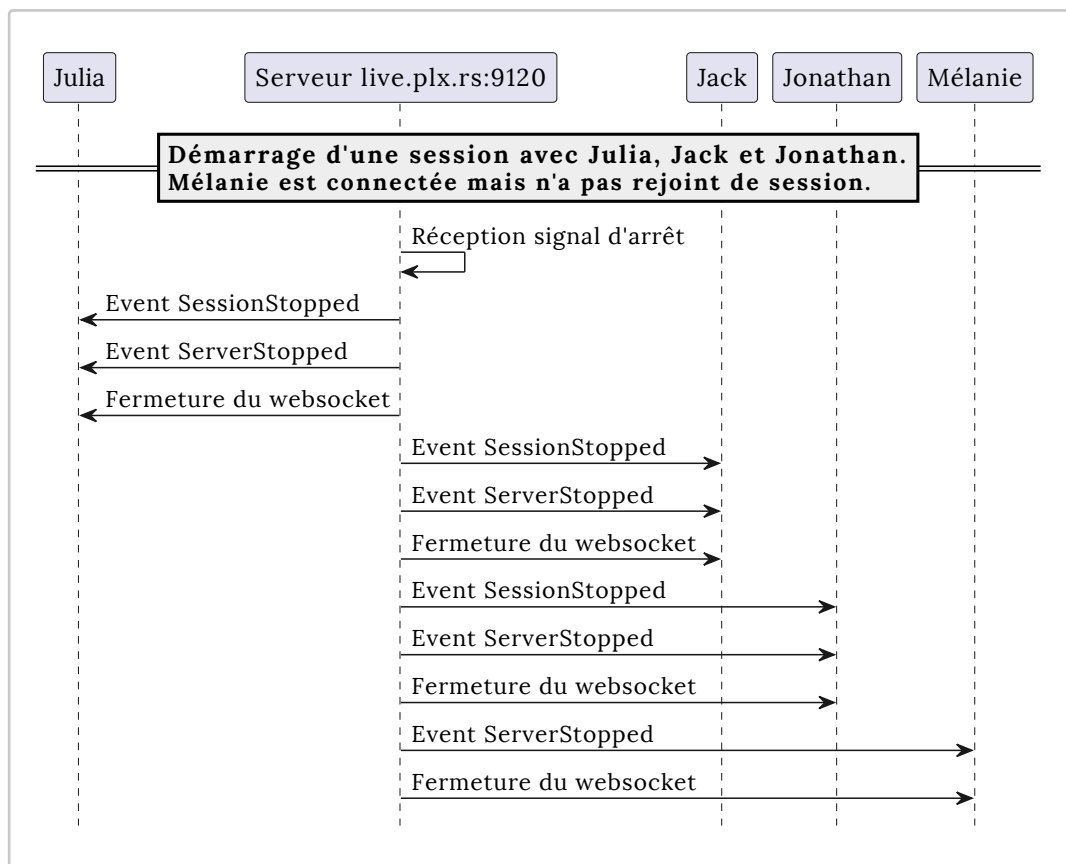 Julia
Serveur live.plx.rs:9120
Jack
Jonathan
Mélanie
Démarrage d'une session avec Julia, Jack et Jonathan.
Mélanie est connectée mais n'a pas rejoint de session.
Réception signal d'arrêt
Event SessionStopped
Event ServerStopped
Fermeture du websocket
Event SessionStopped
Event ServerStopped
Fermeture du websocket
Event SessionStopped
Event ServerStopped
Fermeture du websocket
Event ServerStopped
Fermeture du websocket